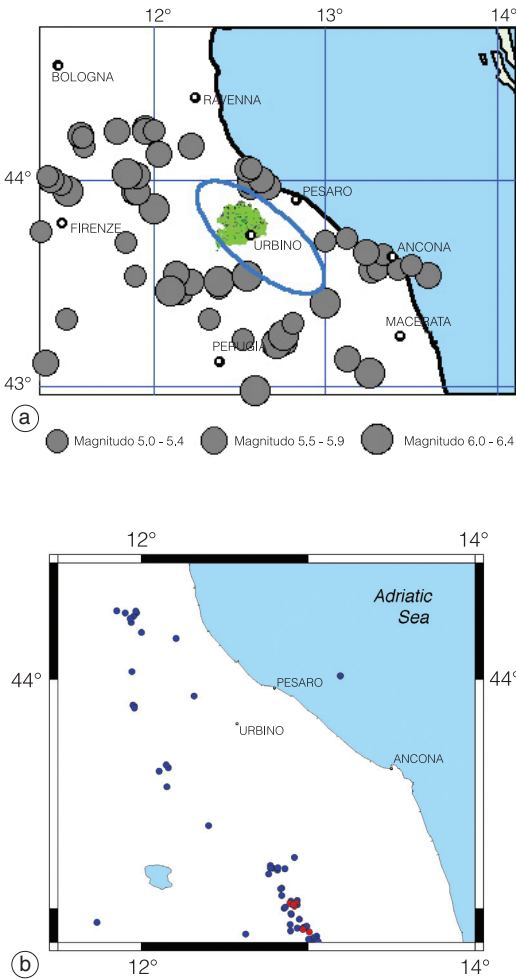 12°
13°
14°
BOLOGNA
RAVENNA
44°
PESARO
FIRENZE
URBINO
ANCONA
MACERATA
PERUGIA
43°
a
Magnitudo 5.0 - 5.4
Magnitudo 5.5 - 5.9
Magnitudo 6.0 - 6.4
12°
14°
Adriatic
Sea
44°
44°
PESARO
URBINO
ANCONA
12°
14°
b